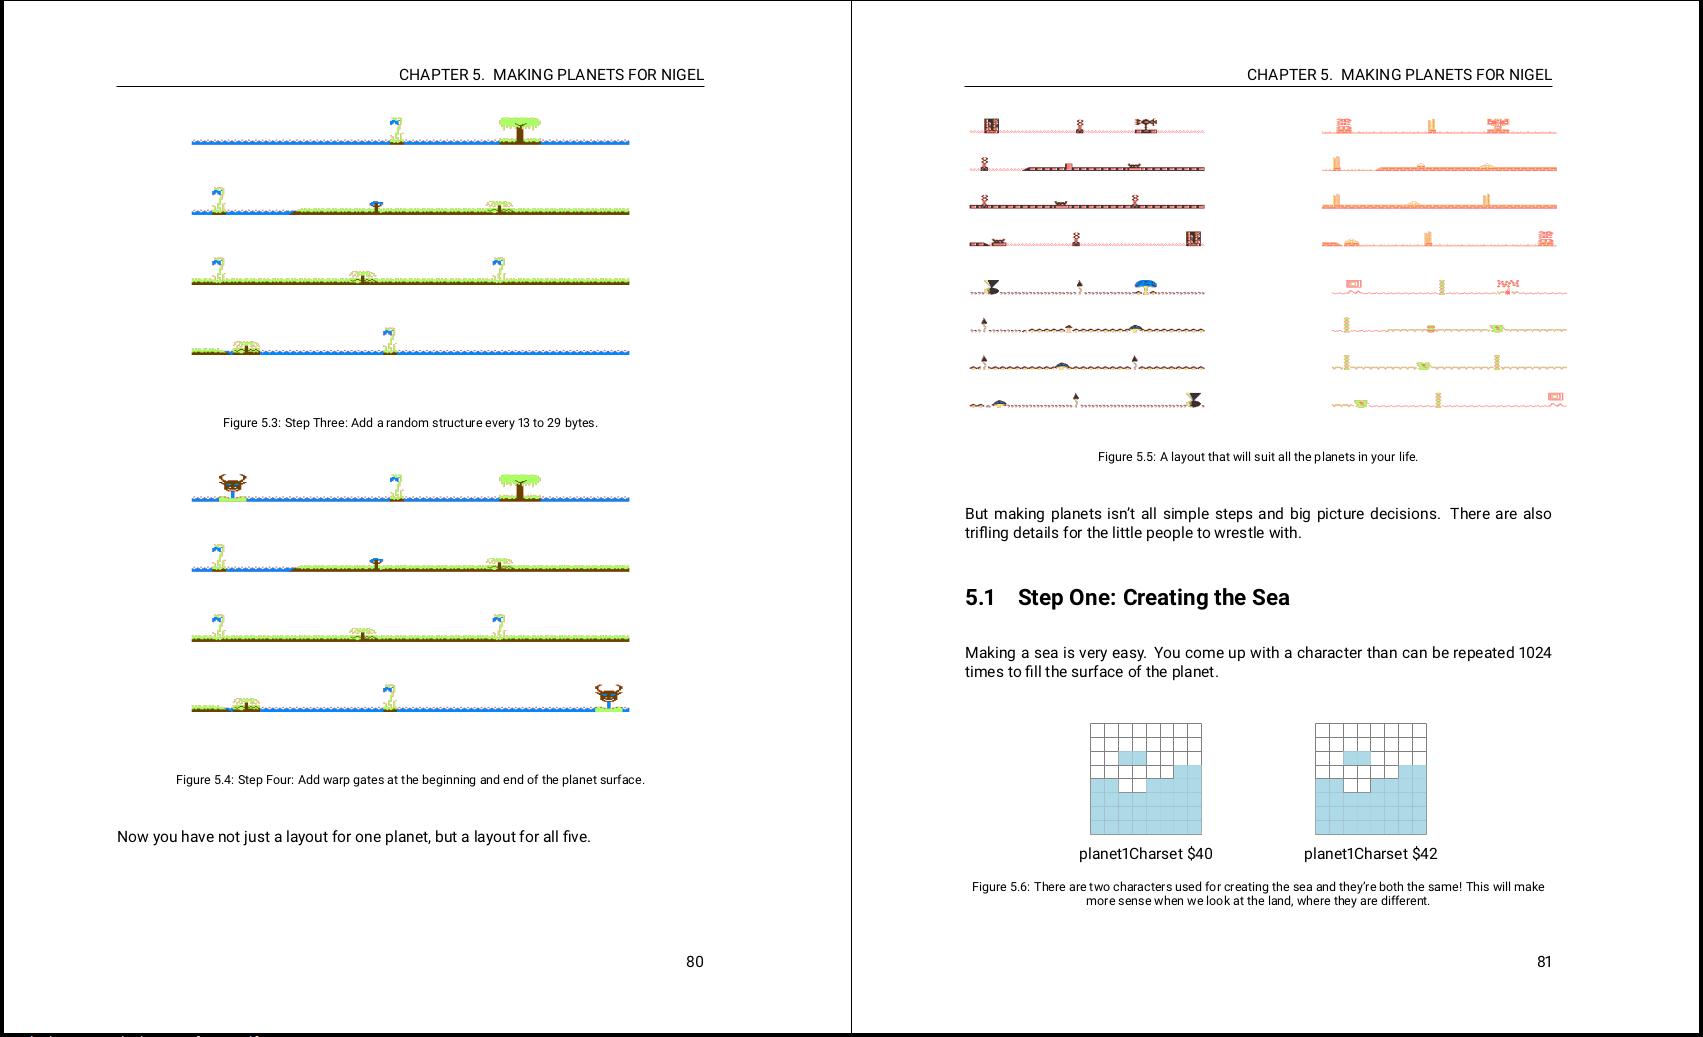 CHAPTER 5. MAKING PLANETS FOR NIGEL
Figure 5.3: Step Three: Add a random structure every 13 to 29 bytes.
Figure 5.4: Step Four: Add warp gates at the beginning and end of the planet surface.
Now you have not just a layout for one planet, but a layout for all five.
80
CHAPTER 5. MAKING PLANETS FOR NIGEL
Figure 5.5: A layout that will suit all the planets in your life.
But making planets isn't all simple steps and big picture decisions. There are also
trifling details for the little people to wrestle with.
5.1 Step One: Creating the Sea
Making a sea is very easy. You come up with a character than can be repeated 1024
times to fill the surface of the planet.
planet1Charset $40
planet1Charset $42
Figure 5.6: There are two characters used for creating the sea and they're both the same! This will make
more sense when we look at the land, where they are different.
81